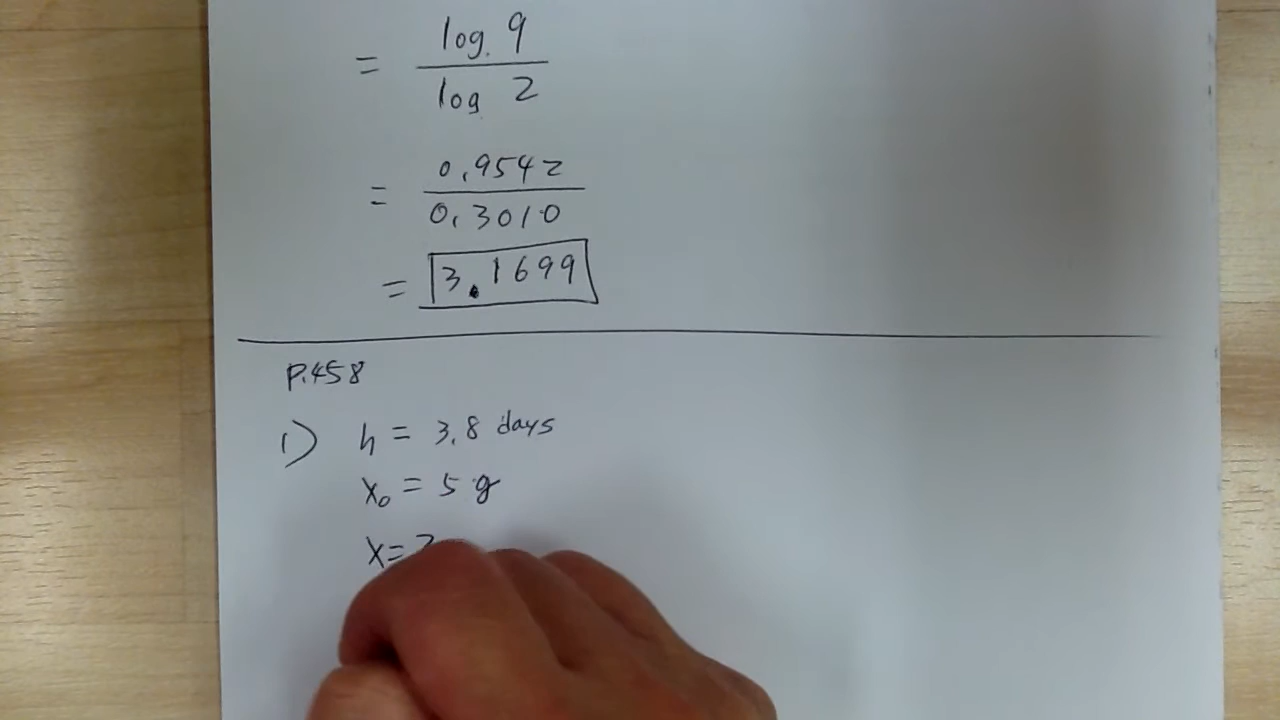 = log 9
log 2
= 0.9542
0.3010
= 3.1699
P.458
1) h = 3.8 days
x₀ = 5 g
x =